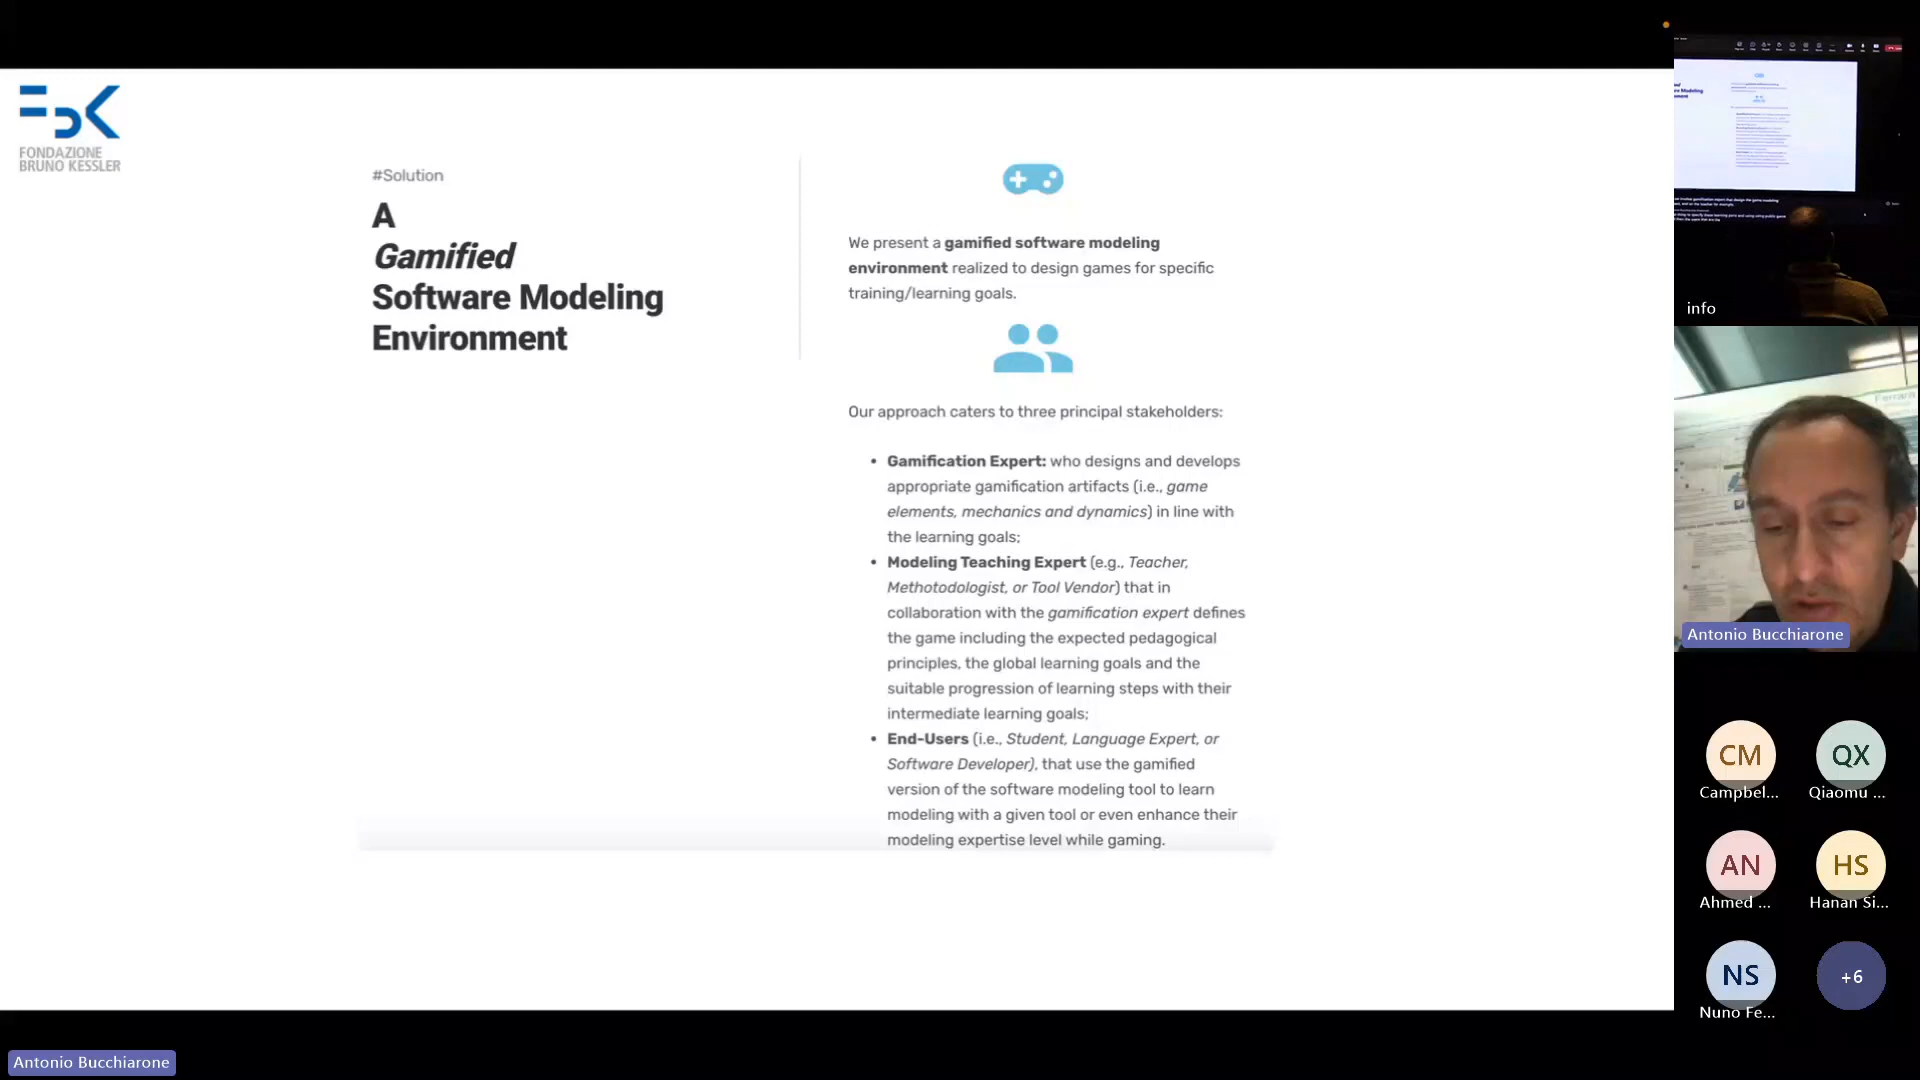 FONDAZIONE
BRUNO KESSLER
#Solution
A
Gamified
Software Modeling
Environment
We present a gamified software modeling
environment realized to design games for specific
training/learning goals.
Our approach caters to three principal stakeholders:
• Gamification Expert: who designs and develops
appropriate gamification artifacts (i.e., game
elements, mechanics and dynamics) in line with
the learning goals;
• Modeling Teaching Expert (e.g., Teacher,
Methotodologist, or Tool Vendor) that in
collaboration with the gamification expert defines
the game including the expected pedagogical
principles, the global learning goals and the
suitable progression of learning steps with their
intermediate learning goals;
• End-Users (i.e., Student, Language Expert, or
Software Developer), that use the gamified
version of the software modeling tool to learn
modeling with a given tool or even enhance their
modeling expertise level while gaming.
info
Ferrara
Antonio Bucchiarone
CM
Campbel...
QX
Qiaomu ...
AN
Ahmed ...
HS
Hanan Si...
NS
Nuno Fe...
+6
Antonio Bucchiarone